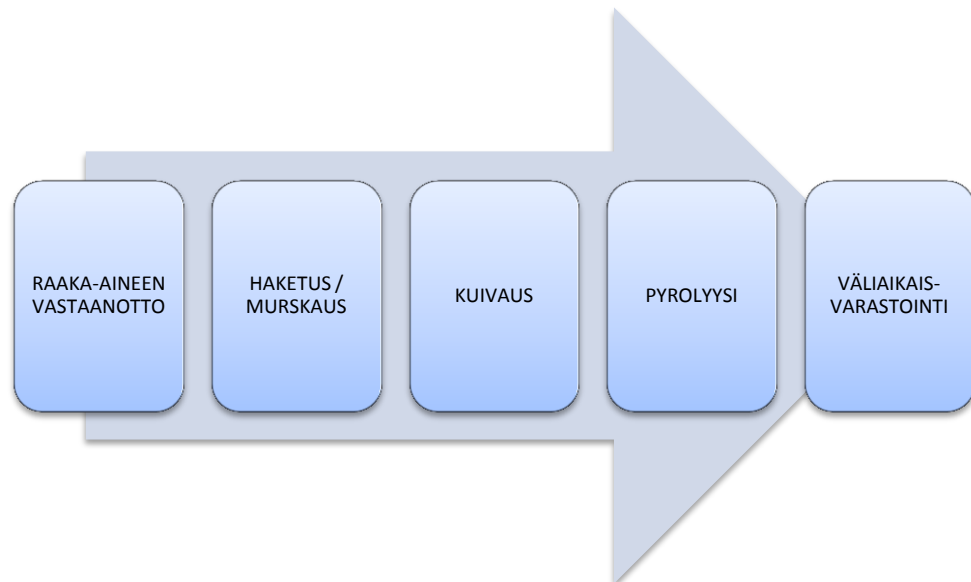 RAAKA-AINEEN
VASTAANOTTO
HAKETUS /
MURSKAUS
KUIVAUS
PYROLYYSI
VÄLIAIKAIS-
VARASTOINTI